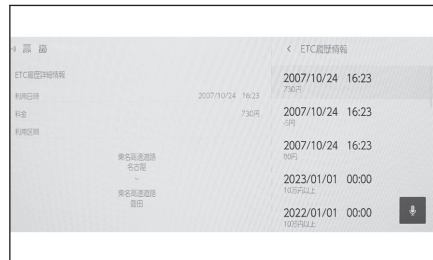 ETC履歴詳細情報
利用日時 2007/10/24 16:23
料金 730円
利用区間
東名高速道路
名古屋
~
東名高速道路
豊田
< ETC履歴情報
2007/10/24 16:23
730円
2007/10/24 16:23
-5円
2007/10/24 16:23
80円
2023/01/01 00:00
10万円以上
2022/01/01 00:00
10万円以上